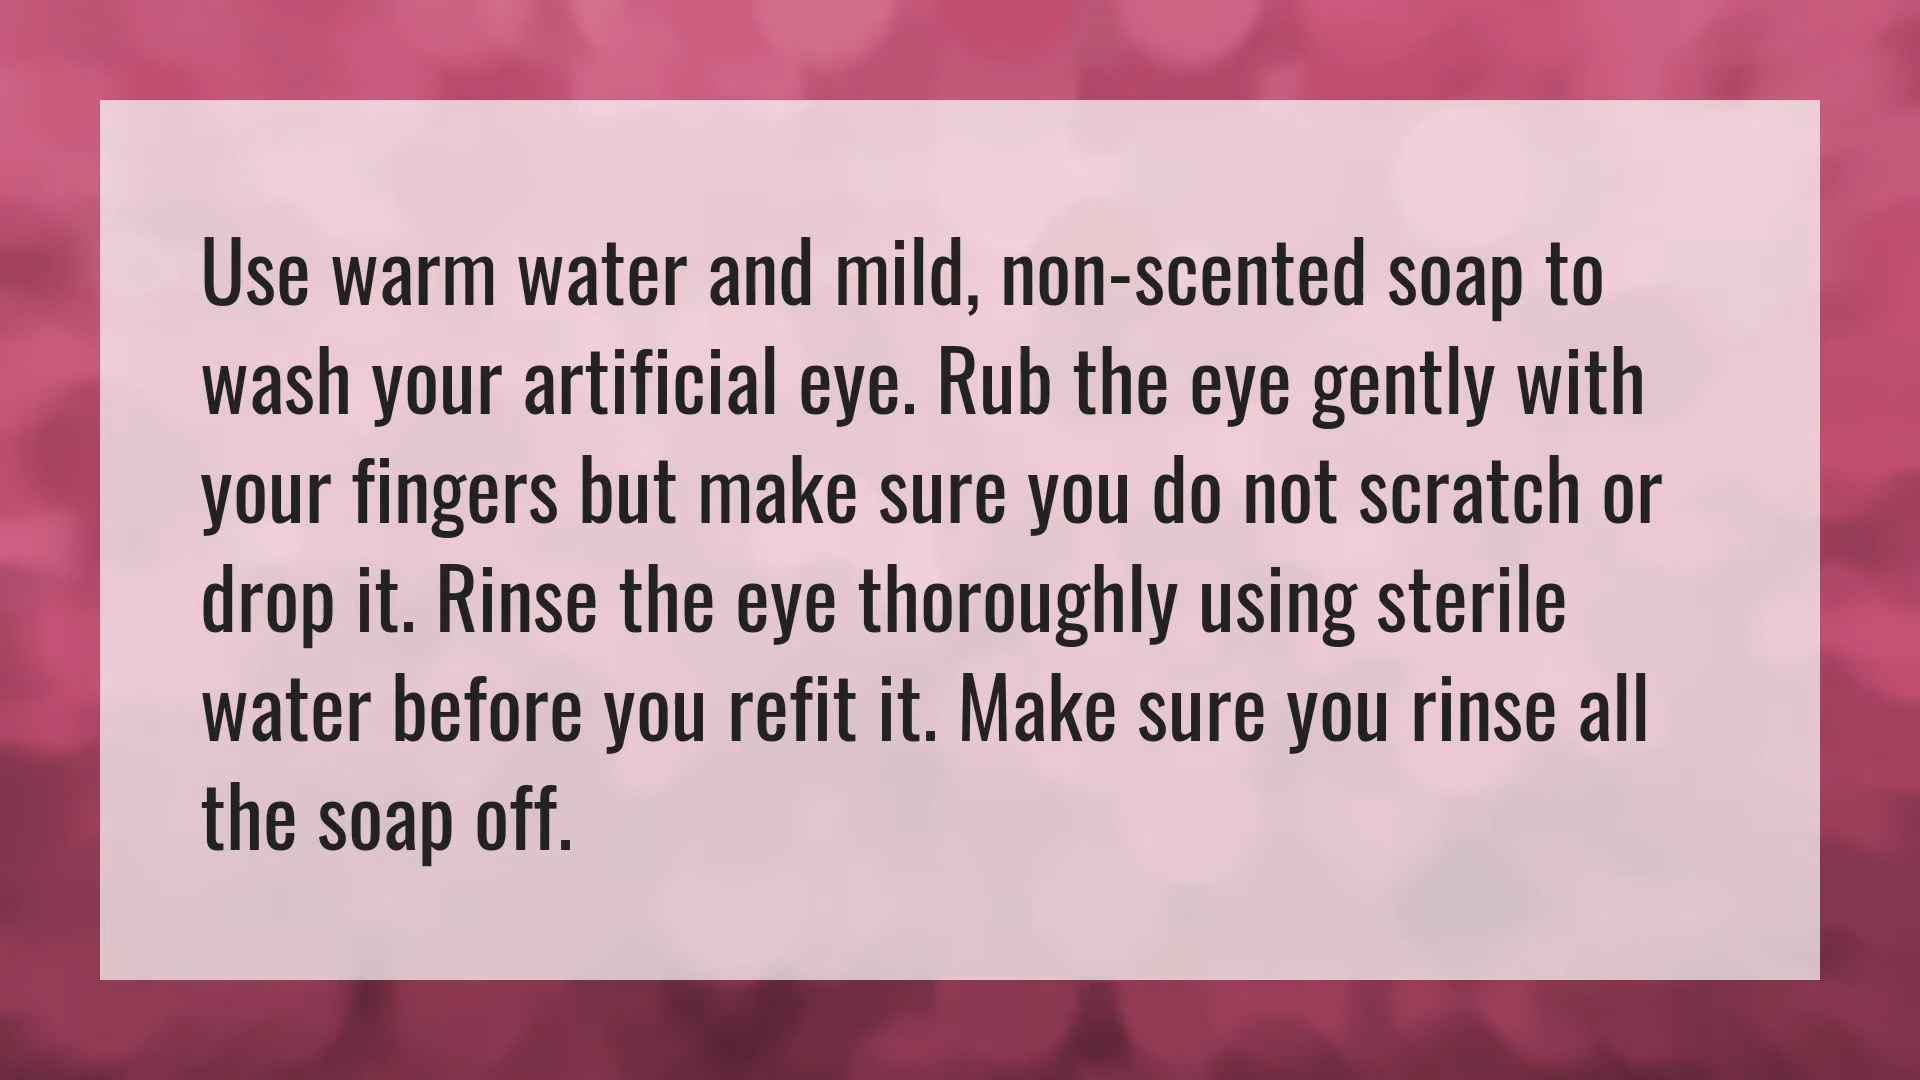 Use warm water and mild, non-scented soap to
wash your artificial eye. Rub the eye gently with
your fingers but make sure you do not scratch or
drop it. Rinse the eye thoroughly using sterile
water before you refit it. Make sure you rinse all
the soap off.